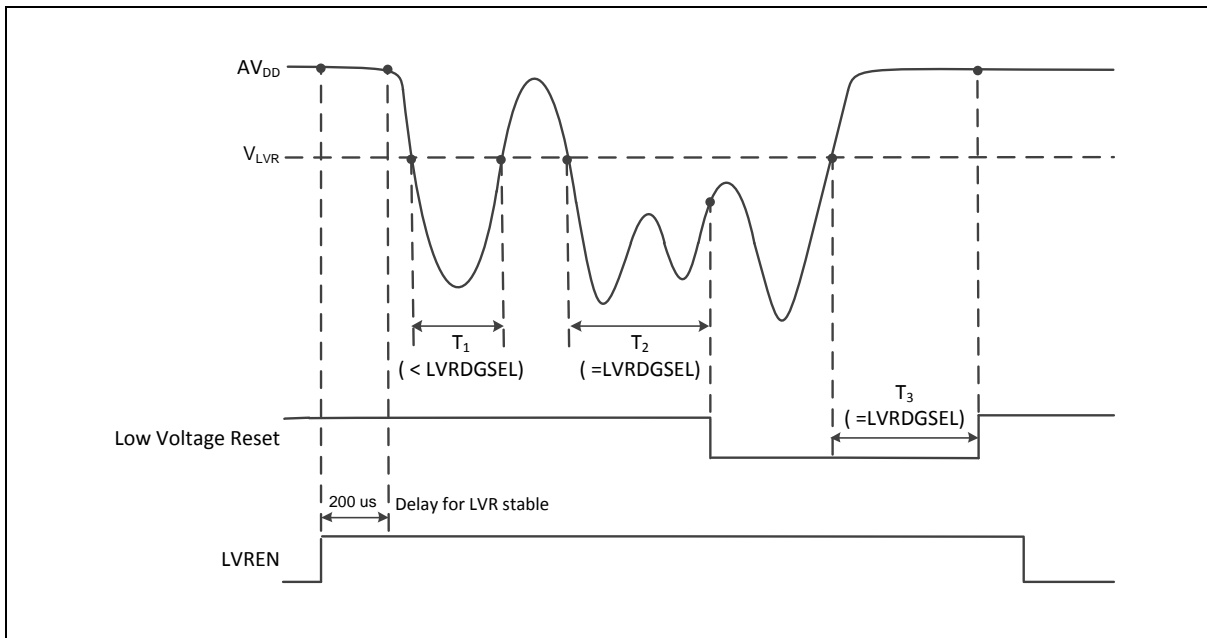 AVDD
VLVR
T1
( < LVRDGSEL)
T2
( =LVRDGSEL)
T3
( =LVRDGSEL)
Low Voltage Reset
200 us
Delay for LVR stable
LVREN